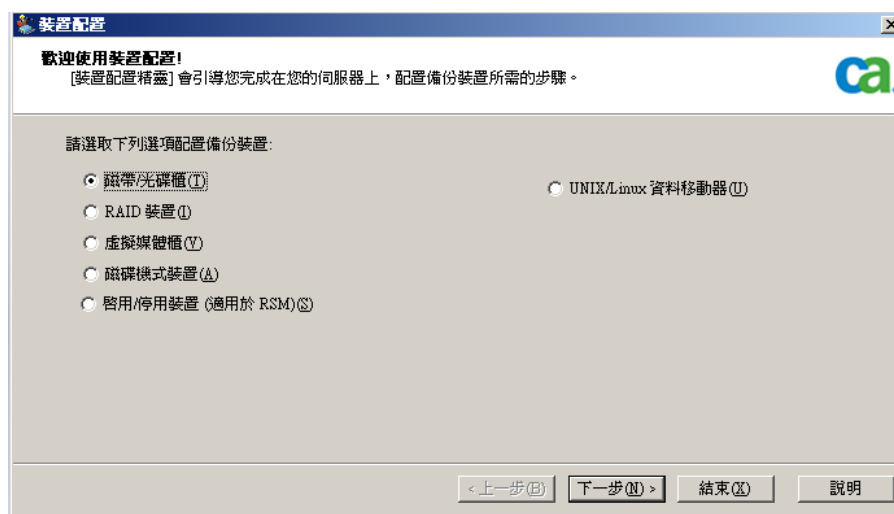 裝置配置
歡迎使用裝置配置!
[裝置配置精靈] 會引導您完成在您的伺服器上，配置備份裝置所需的步驟。
ca
請選取下列選項配置備份裝置:
磁帶/光碟櫃(T)
UNIX/Linux 資料移動器(U)
RAID 裝置(I)
虛擬媒體櫃(V)
磁碟機式裝置(A)
啓用/停用裝置 (適用於 RSM)(S)
< 上一步(B)
下一步(N) >
結束(X)
說明